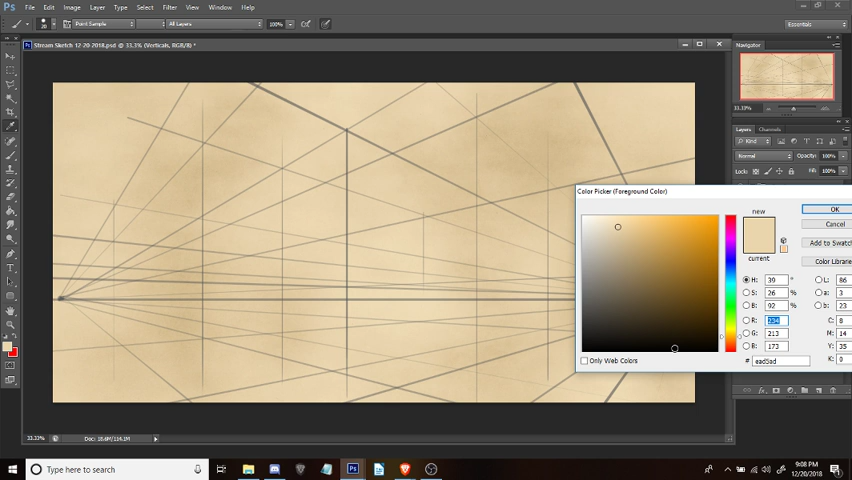 Ps File Edit Image Layer Type Select Filter View Window Help
20 Point Sample All Layers 100% Essentials
Stream Sketch 12-20-2018.psd @ 33.3% (Verticals, RGB/8) *
Navigator
33.33%
Layers Channels
Kind
Normal Opacity: 100%
Lock: Fill: 100%
Color Picker (Foreground Color)
new
current
OK
Cancel
Add to Swatch
Color Librarie
H: 39 °
S: 26 %
B: 92 %
R: 234
G: 213
B: 173
L: 86
a: 3
b: 23
C: 8
M: 14
Y: 35
K: 0
Only Web Colors
# ead5ad
33.33% Doc: 18.6M/114.1M
Type here to search
9:08 PM
12/20/2018